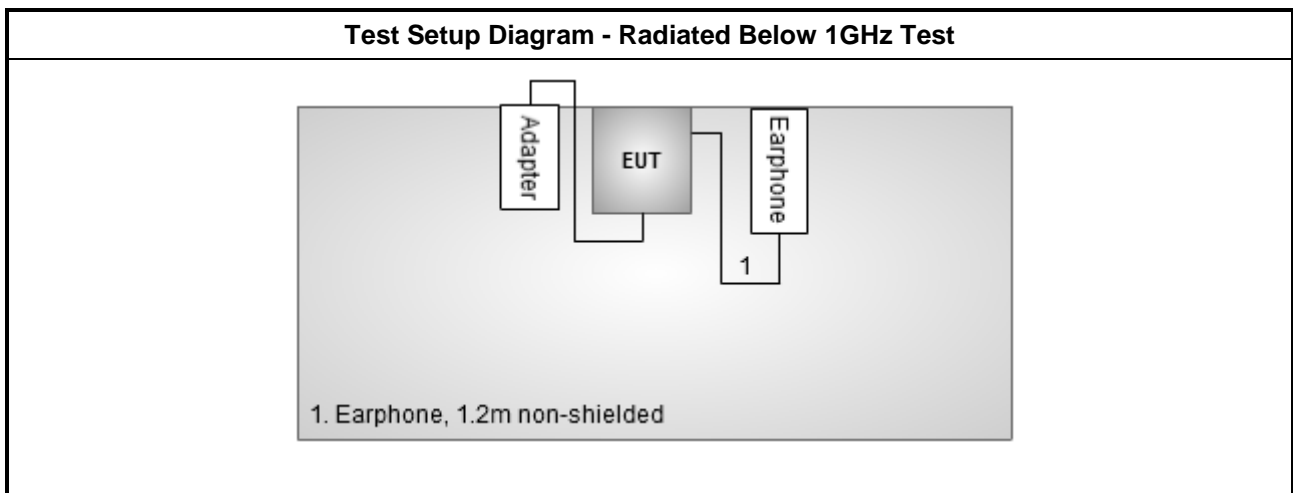 Test Setup Diagram - Radiated Below 1GHz Test
Adapter
EUT
Earphone
1
1. Earphone, 1.2m non-shielded